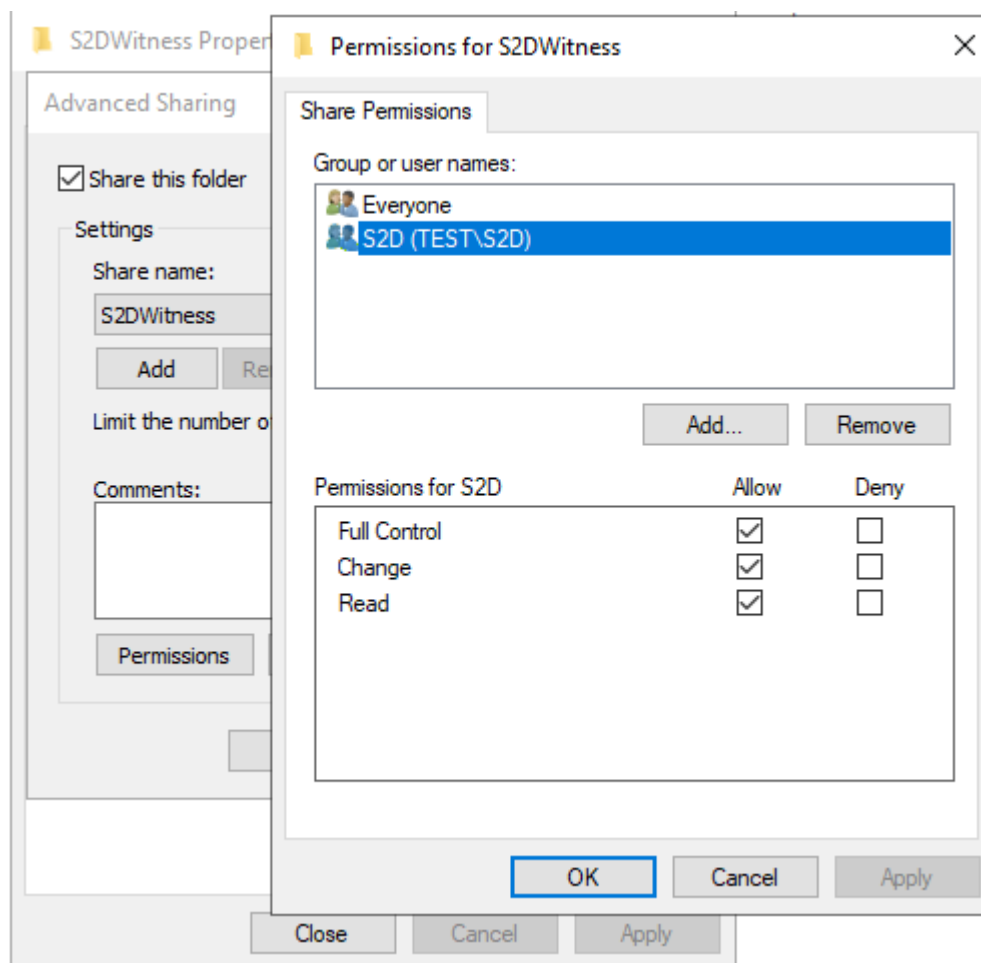 S2DWitness Propert
Permissions for S2DWitness
Advanced Sharing
Share Permissions
Share this folder
Group or user names:
Everyone
S2D (TEST\S2D)
Settings
Share name:
S2DWitness
Add
Add...
Remove
Limit the number of
Comments:
Permissions for S2D
Allow
Deny
Full Control
Change
Read
Permissions
OK
Cancel
Apply
Close
Cancel
Apply